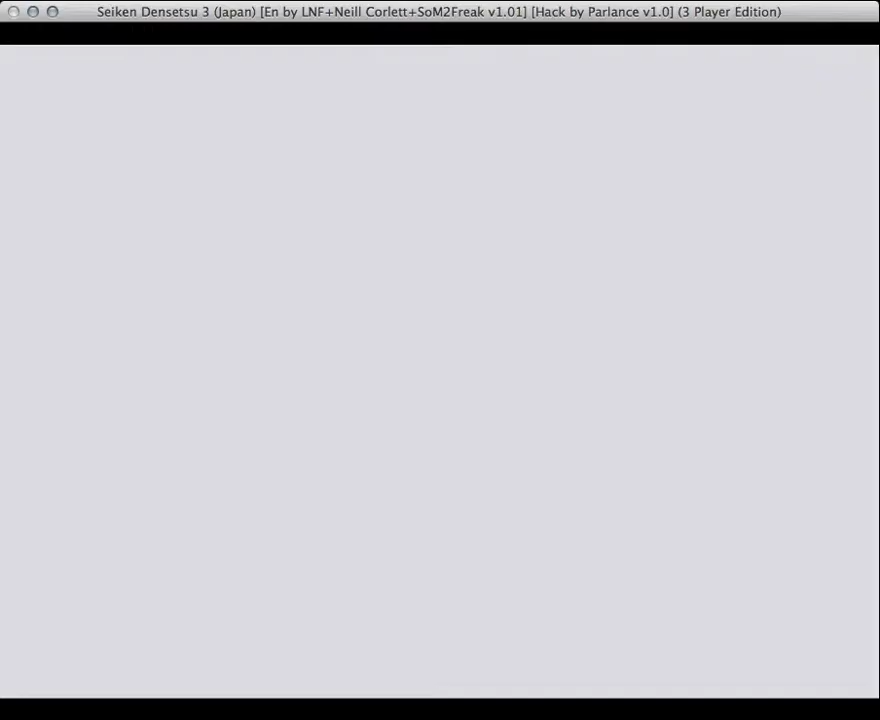 Seiken Densetsu 3 (Japan) [En by LNF+Neill Corlett+SoM2Freak v1.01] [Hack by Parlance v1.0] (3 Player Edition)